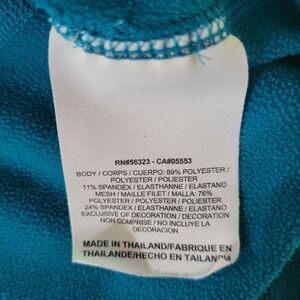 RN#56323 - CA#05553
BODY / CORPS / CUERPO: 89% POLYESTER /
POLYESTER / POLIESTER
11% SPANDEX / ELASTHANNE / ELASTANO
MESH / MAILLE FILET / MALLA: 76%
POLYESTER / POLYESTER / POLIESTER
24% SPANDEX / ELASTHANNE / ELASTANO
EXCLUSIVE OF DECORATION / DECORATION
NON COMPRISE / NO INCLUYE LA
DECORACION
MADE IN THAILAND/FABRIQUE EN
THAILANDE/HECHO EN TAILANDIA